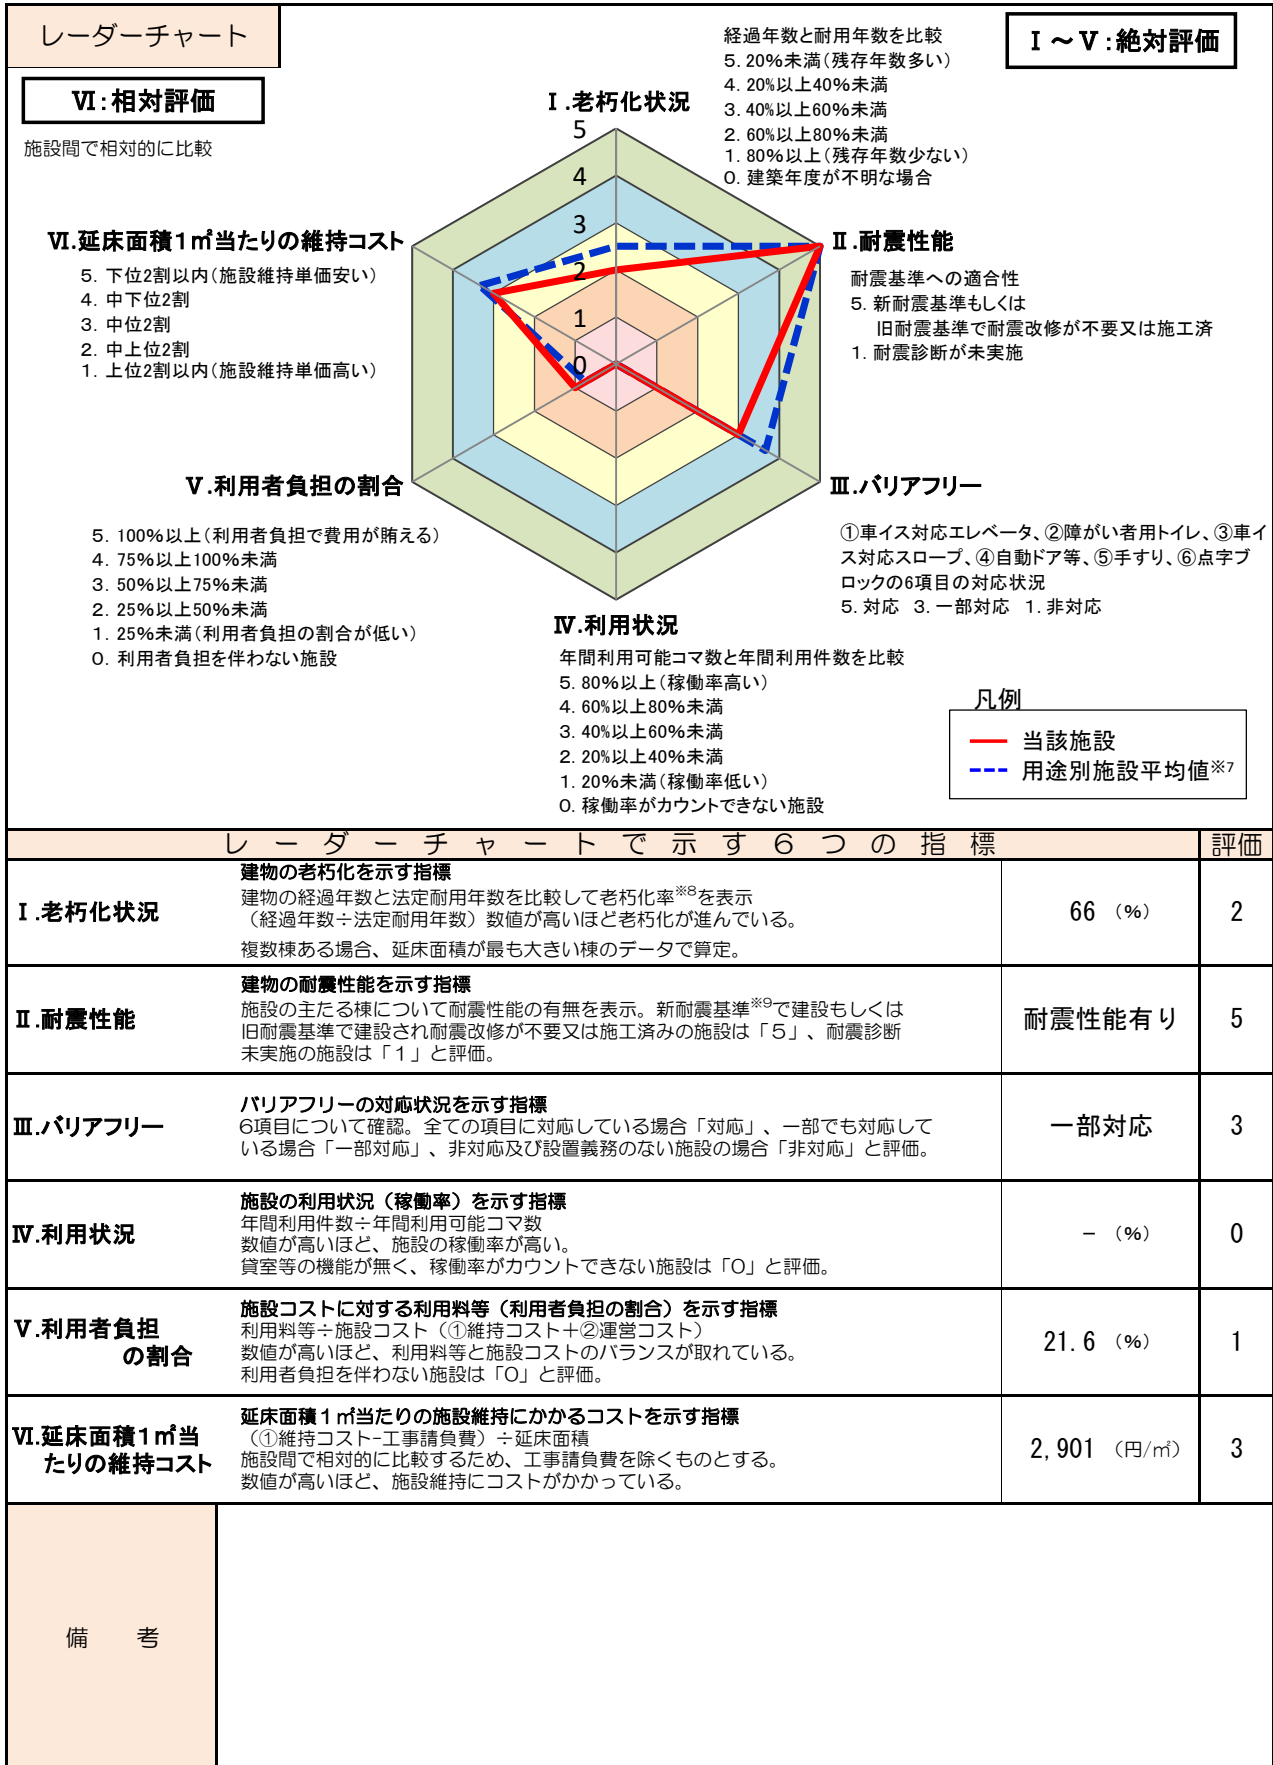 レーダーチャート
Ⅰ～Ⅴ:絶対評価
Ⅵ:相対評価
施設間で相対的に比較
Ⅰ.老朽化状況
経過年数と耐用年数を比較
5. 20%未満(残存年数多い)
4. 20%以上40%未満
3. 40%以上60%未満
2. 60%以上80%未満
1. 80%以上(残存年数少ない)
0. 建築年度が不明な場合
5
4
3
2
1
0
Ⅱ.耐震性能
耐震基準への適合性
5. 新耐震基準もしくは
旧耐震基準で耐震改修が不要又は施工済
1. 耐震診断が未実施
Ⅵ.延床面積1㎡当たりの維持コスト
5. 下位2割以内(施設維持単価安い)
4. 中下位2割
3. 中位2割
2. 中上位2割
1. 上位2割以内(施設維持単価高い)
Ⅴ.利用者負担の割合
5. 100%以上(利用者負担で費用が賄える)
4. 75%以上100%未満
3. 50%以上75%未満
2. 25%以上50%未満
1. 25%未満(利用者負担の割合が低い)
0. 利用者負担を伴わない施設
Ⅲ.バリアフリー
①車イス対応エレベータ、②障がい者用トイレ、③車イ
ス対応スロープ、④自動ドア等、⑤手すり、⑥点字ブ
ロックの6項目の対応状況
5. 対応 3. 一部対応 1. 非対応
Ⅳ.利用状況
年間利用可能コマ数と年間利用件数を比較
5. 80%以上(稼働率高い)
4. 60%以上80%未満
3. 40%以上60%未満
2. 20%以上40%未満
1. 20%未満(稼働率低い)
0. 稼働率がカウントできない施設
凡例
当該施設
用途別施設平均値※7
レーダーチャートで示す6つの指標 評価
Ⅰ.老朽化状況
建物の老朽化を示す指標
建物の経過年数と法定耐用年数を比較して老朽化率※8を表示
（経過年数÷法定耐用年数）数値が高いほど老朽化が進んでいる。
複数棟ある場合、延床面積が最も大きい棟のデータで算定。
66 (%) 2
Ⅱ.耐震性能
建物の耐震性能を示す指標
施設の主たる棟について耐震性能の有無を表示。新耐震基準※9で建設もしくは
旧耐震基準で建設され耐震改修が不要又は施工済みの施設は「5」、耐震診断
未実施の施設は「1」と評価。
耐震性能有り 5
Ⅲ.バリアフリー
バリアフリーの対応状況を示す指標
6項目について確認。全ての項目に対応している場合「対応」、一部でも対応して
いる場合「一部対応」、非対応及び設置義務のない施設の場合「非対応」と評価。
一部対応 3
Ⅳ.利用状況
施設の利用状況（稼働率）を示す指標
年間利用件数÷年間利用可能コマ数
数値が高いほど、施設の稼働率が高い。
貸室等の機能が無く、稼働率がカウントできない施設は「0」と評価。
− (%) 0
Ⅴ.利用者負担
の割合
施設コストに対する利用料等（利用者負担の割合）を示す指標
利用料等÷施設コスト（①維持コスト＋②運営コスト）
数値が高いほど、利用料等と施設コストのバランスが取れている。
利用者負担を伴わない施設は「0」と評価。
21.6 (%) 1
Ⅵ.延床面積1㎡当
たりの維持コスト
延床面積1㎡当たりの施設維持にかかるコストを示す指標
（①維持コスト-工事請負費）÷延床面積
施設間で相対的に比較するため、工事請負費を除くものとする。
数値が高いほど、施設維持にコストがかかっている。
2,901 (円/㎡) 3
備 考